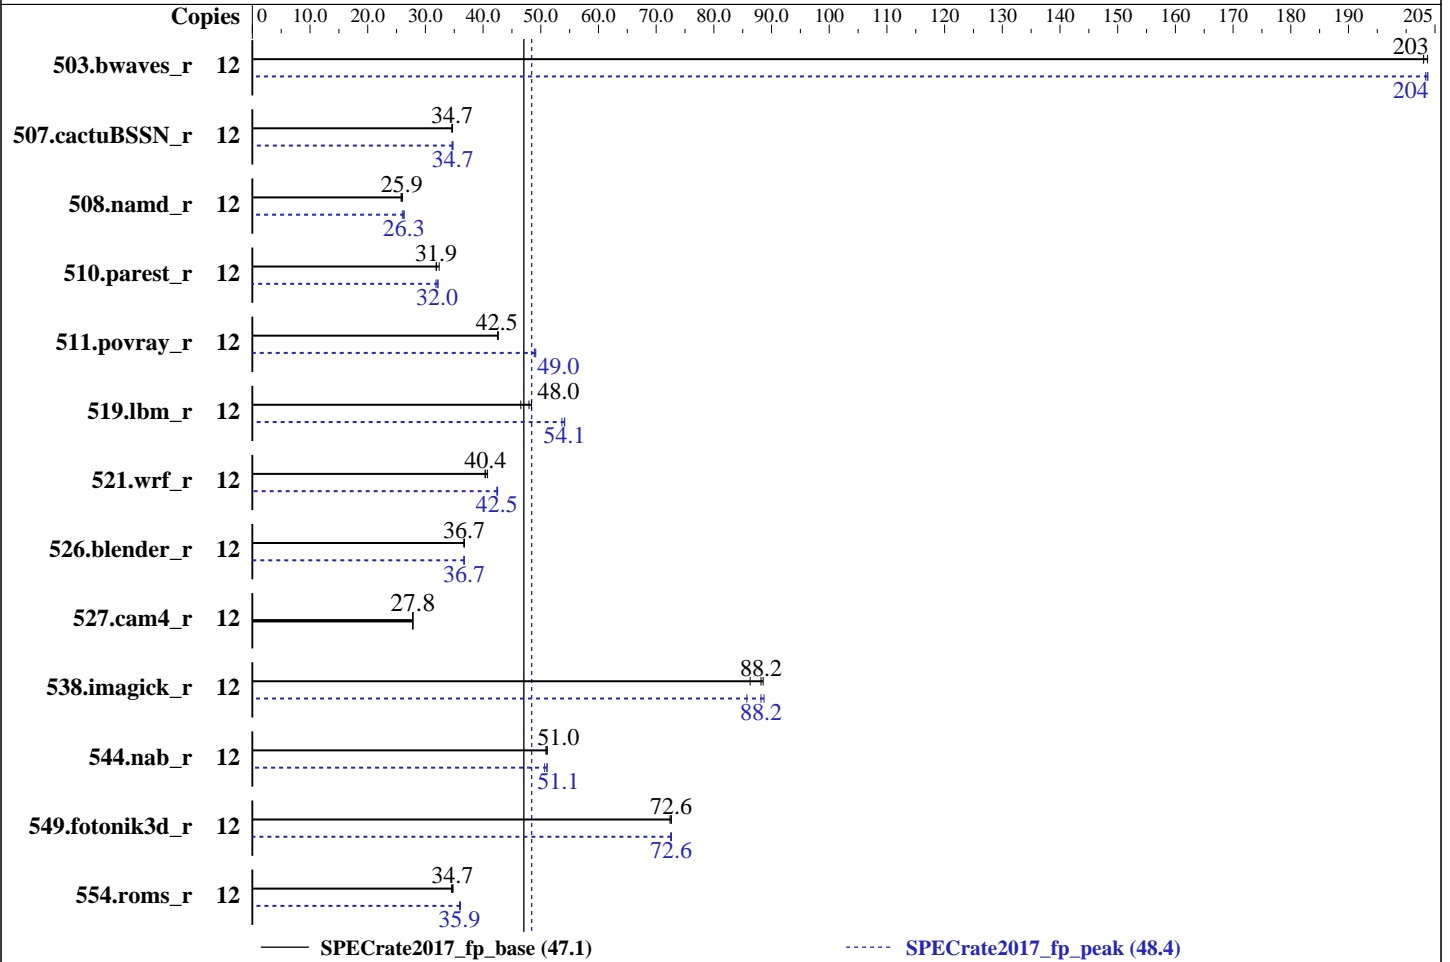 Copies 0 10.0 20.0 30.0 40.0 50.0 60.0 70.0 80.0 90.0 100 110 120 130 140 150 160 170 180 190 205
503.bwaves_r 12 203
204
507.cactuBSSN_r 12 34.7
34.7
508.namd_r 12 25.9
26.3
510.parest_r 12 31.9
32.0
511.povray_r 12 42.5
49.0
519.lbm_r 12 48.0
54.1
521.wrf_r 12 40.4
42.5
526.blender_r 12 36.7
36.7
527.cam4_r 12 27.8
538.imagick_r 12 88.2
88.2
544.nab_r 12 51.0
51.1
549.fotonik3d_r 12 72.6
72.6
554.roms_r 12 34.7
35.9
SPECrate2017_fp_base (47.1) SPECrate2017_fp_peak (48.4)